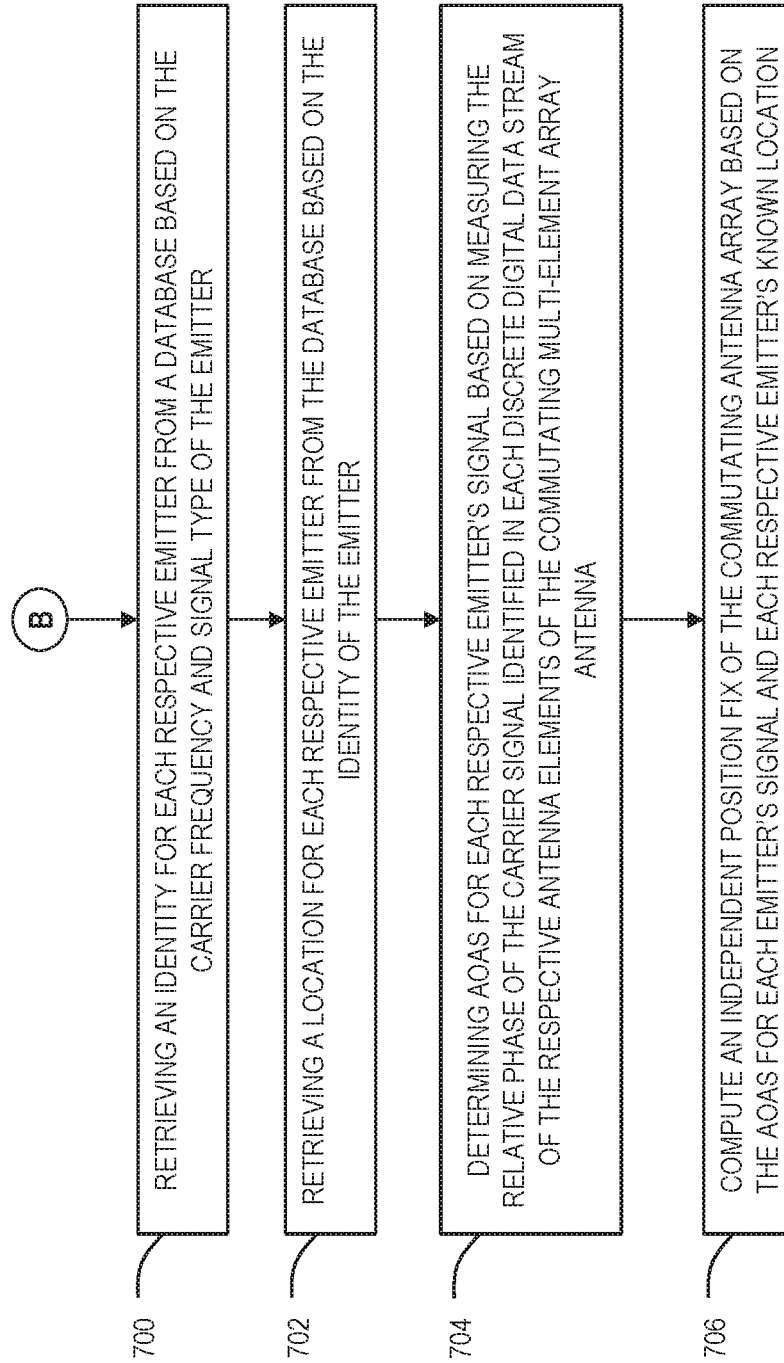 B
700
RETRIEVING AN IDENTITY FOR EACH RESPECTIVE EMITTER FROM A DATABASE BASED ON THE
CARRIER FREQUENCY AND SIGNAL TYPE OF THE EMITTER
702
RETRIEVING A LOCATION FOR EACH RESPECTIVE EMITTER FROM THE DATABASE BASED ON THE
IDENTITY OF THE EMITTER
704
DETERMINING AOAS FOR EACH RESPECTIVE EMITTER'S SIGNAL BASED ON MEASURING THE
RELATIVE PHASE OF THE CARRIER SIGNAL IDENTIFIED IN EACH DISCRETE DIGITAL DATA STREAM
OF THE RESPECTIVE ANTENNA ELEMENTS OF THE COMMUTATING MULTI-ELEMENT ARRAY
ANTENNA
706
COMPUTE AN INDEPENDENT POSITION FIX OF THE COMMUTATING ANTENNA ARRAY BASED ON
THE AOAS FOR EACH EMITTER'S SIGNAL AND EACH RESPECTIVE EMITTER'S KNOWN LOCATION